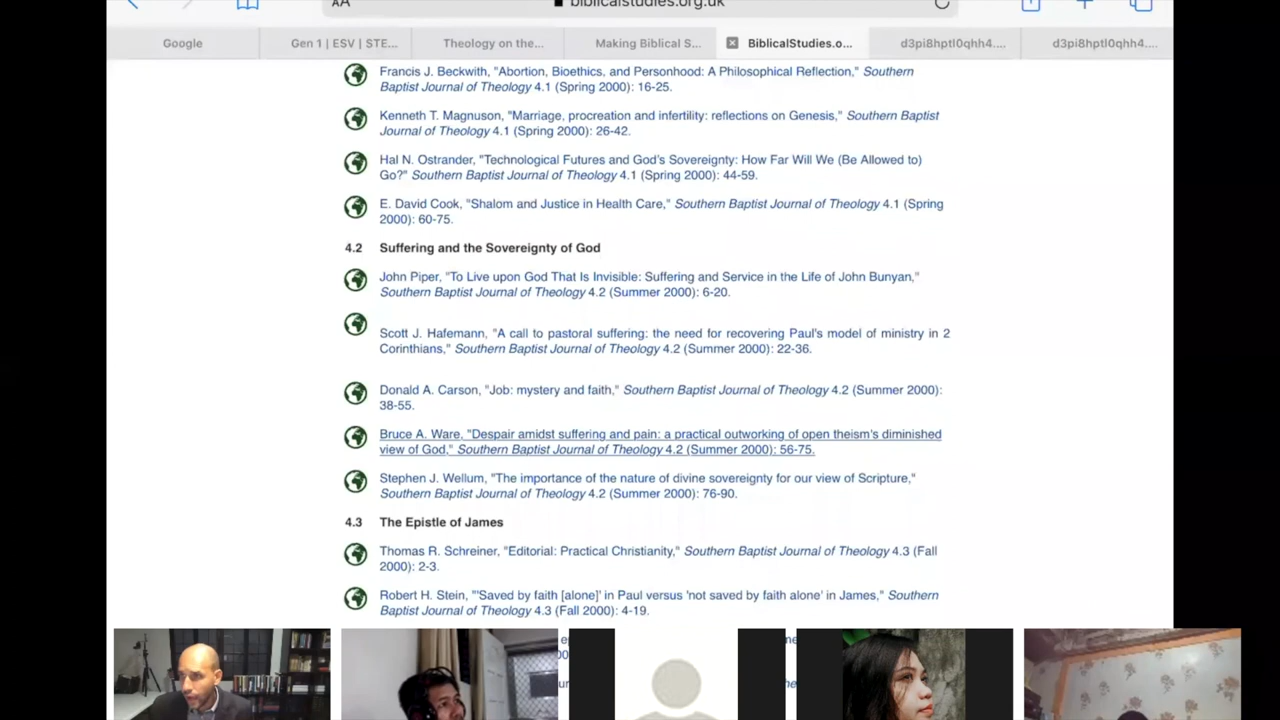 AA
biblicalstudies.org.uk
Google
Gen 1 | ESV | STE...
Theology on the...
Making Biblical S...
BiblicalStudies.o...
d3pi8hptl0qhh4....
d3pi8hptl0qhh4....
Francis J. Beckwith, "Abortion, Bioethics, and Personhood: A Philosophical Reflection," Southern
Baptist Journal of Theology 4.1 (Spring 2000): 16-25.
Kenneth T. Magnuson, "Marriage, procreation and infertility: reflections on Genesis," Southern Baptist
Journal of Theology 4.1 (Spring 2000): 26-42.
Hal N. Ostrander, "Technological Futures and God's Sovereignty: How Far Will We (Be Allowed to)
Go?" Southern Baptist Journal of Theology 4.1 (Spring 2000): 44-59.
E. David Cook, "Shalom and Justice in Health Care," Southern Baptist Journal of Theology 4.1 (Spring
2000): 60-75.
4.2 Suffering and the Sovereignty of God
John Piper, "To Live upon God That Is Invisible: Suffering and Service in the Life of John Bunyan,"
Southern Baptist Journal of Theology 4.2 (Summer 2000): 6-20.
Scott J. Hafemann, "A call to pastoral suffering: the need for recovering Paul's model of ministry in 2
Corinthians," Southern Baptist Journal of Theology 4.2 (Summer 2000): 22-36.
Donald A. Carson, "Job: mystery and faith," Southern Baptist Journal of Theology 4.2 (Summer 2000):
38-55.
Bruce A. Ware, "Despair amidst suffering and pain: a practical outworking of open theism's diminished
view of God," Southern Baptist Journal of Theology 4.2 (Summer 2000): 56-75.
Stephen J. Wellum, "The importance of the nature of divine sovereignty for our view of Scripture,"
Southern Baptist Journal of Theology 4.2 (Summer 2000): 76-90.
4.3 The Epistle of James
Thomas R. Schreiner, "Editorial: Practical Christianity," Southern Baptist Journal of Theology 4.3 (Fall
2000): 2-3.
Robert H. Stein, "'Saved by faith [alone]' in Paul versus 'not saved by faith alone' in James," Southern
Baptist Journal of Theology 4.3 (Fall 2000): 4-19.